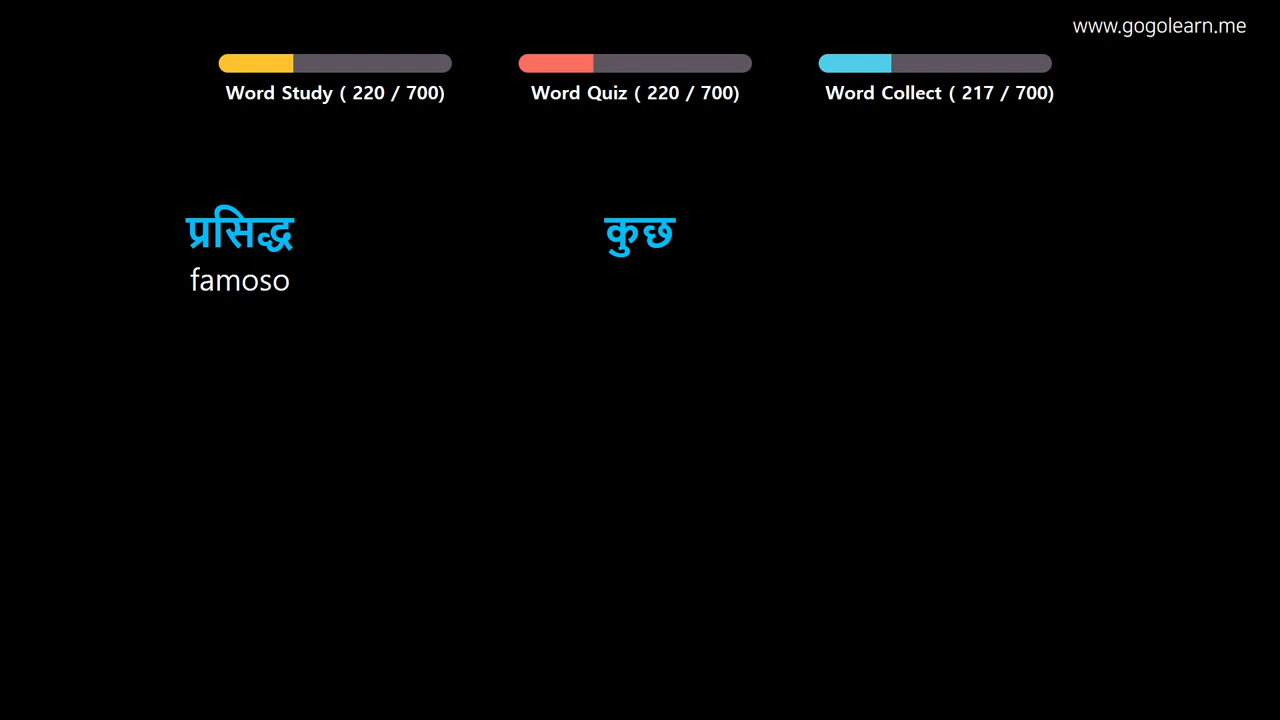 www.gogolearn.me
Word Study ( 220 / 700)
Word Quiz ( 220 / 700)
Word Collect ( 217 / 700)
प्रसिद्ध
famoso
कुछ